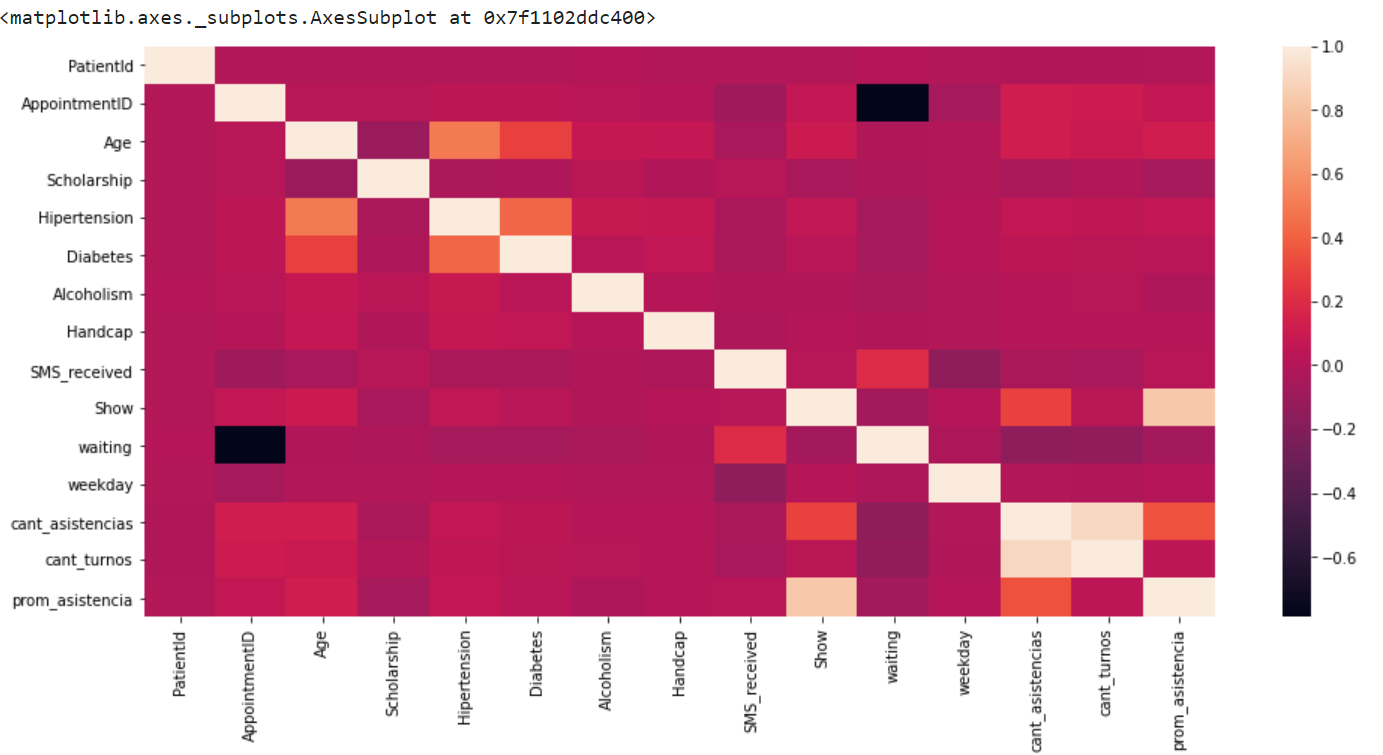 <matplotlib.axes._subplots.AxesSubplot at 0x7f1102ddc400>
PatientId
AppointmentID
Age
Scholarship
Hipertension
Diabetes
Alcoholism
Handcap
SMS_received
Show
waiting
weekday
cant_asistencias
cant_turnos
prom_asistencia
PatientId
AppointmentID
Age
Scholarship
Hipertension
Diabetes
Alcoholism
Handcap
SMS_received
Show
waiting
weekday
cant_asistencias
cant_turnos
prom_asistencia
1.0
0.8
0.6
0.4
0.2
0.0
−0.2
−0.4
−0.6